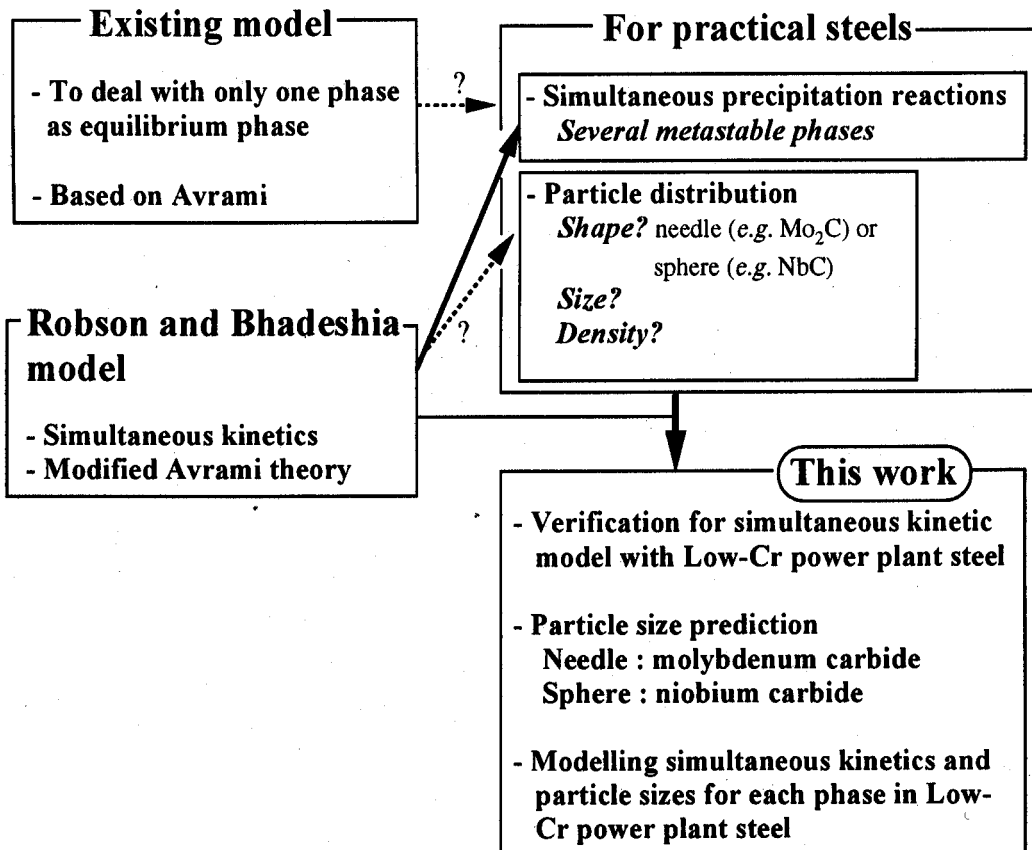 Existing model
- To deal with only one phase
as equilibrium phase
- Based on Avrami
?
For practical steels
- Simultaneous precipitation reactions
Several metastable phases
- Particle distribution
Shape? needle (e.g. Mo₂C) or
sphere (e.g. NbC)
Size?
Density?
?
Robson and Bhadeshia
model
- Simultaneous kinetics
- Modified Avrami theory
This work
- Verification for simultaneous kinetic
model with Low-Cr power plant steel
- Particle size prediction
Needle : molybdenum carbide
Sphere : niobium carbide
- Modelling simultaneous kinetics and
particle sizes for each phase in Low-
Cr power plant steel